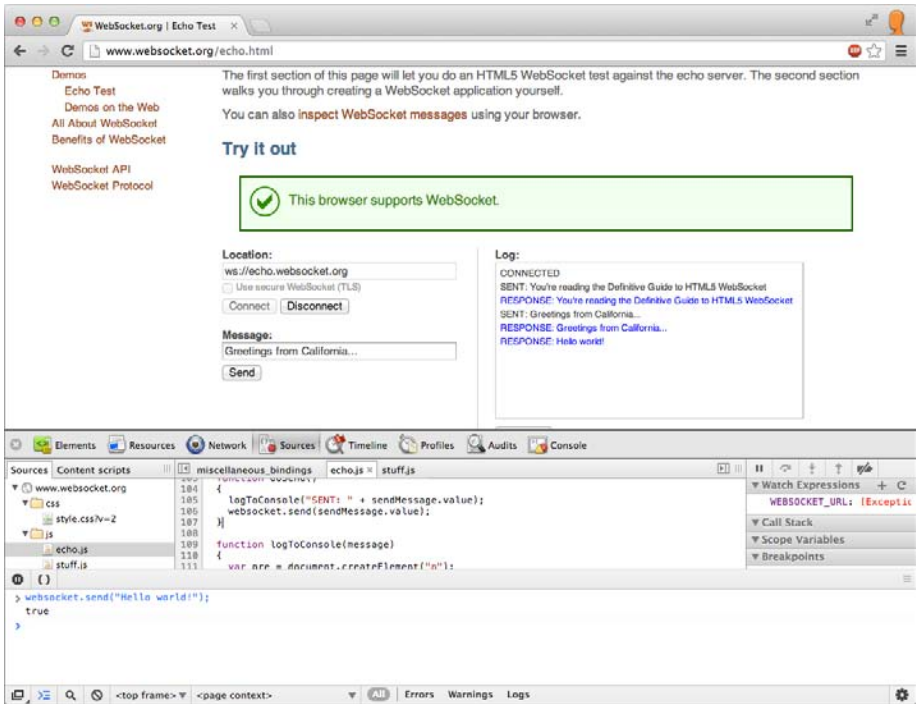 WebSocket.org | Echo Test
www.websocket.org/echo.html
Demos
Echo Test
Demos on the Web
All About WebSocket
Benefits of WebSocket
WebSocket API
WebSocket Protocol
The first section of this page will let you do an HTML5 WebSocket test against the echo server. The second section
walks you through creating a WebSocket application yourself.
You can also inspect WebSocket messages using your browser.
Try it out
This browser supports WebSocket.
Location:
ws://echo.websocket.org
Use secure WebSocket (TLS)
Connect Disconnect
Message:
Greetings from California...
Send
Log:
CONNECTED
SENT: You're reading the Definitive Guide to HTML5 WebSocket
RESPONSE: You're reading the Definitive Guide to HTML5 WebSocket
SENT: Greetings from California...
RESPONSE: Greetings from California...
RESPONSE: Hello world!
Elements Resources Network Sources Timeline Profiles Audits Console
Sources Content scripts
www.websocket.org
css
style.css?v=2
js
echo.js
stuff.js
miscellaneous_bindings echo.js × stuff.js
103 function doSend()
104 {
105 logToConsole("SENT: " + sendMessage.value);
106 websocket.send(sendMessage.value);
107 }
108
109 function logToConsole(message)
110 {
111 var pre = document.createElement("p");
Watch Expressions + C
WEBSOCKET_URL: [Exceptic
Call Stack
Scope Variables
Breakpoints
{}
> websocket.send("Hello world!");
true
>
<top frame> <page context> All Errors Warnings Logs